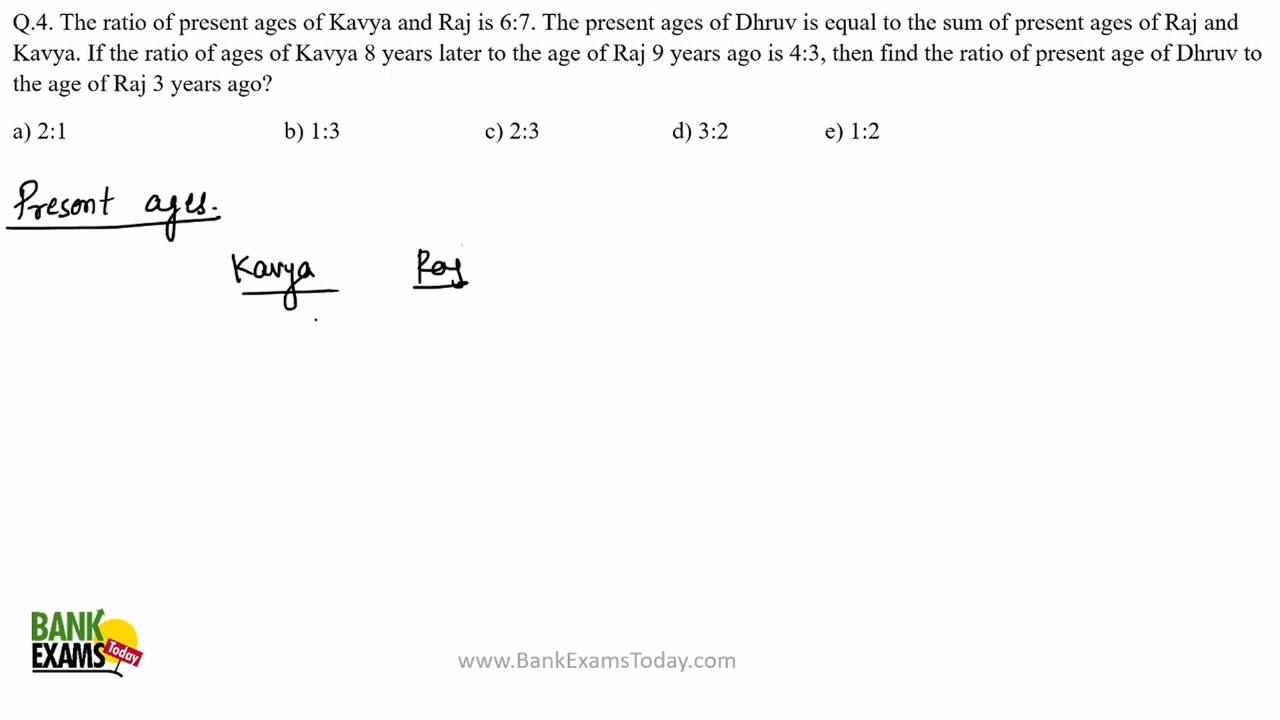 Q.4. The ratio of present ages of Kavya and Raj is 6:7. The present ages of Dhruv is equal to the sum of present ages of Raj and
Kavya. If the ratio of ages of Kavya 8 years later to the age of Raj 9 years ago is 4:3, then find the ratio of present age of Dhruv to
the age of Raj 3 years ago?
a) 2:1 b) 1:3 c) 2:3 d) 3:2 e) 1:2
Present ages.
Kavya Raj
BANK
EXAMS Today
www.BankExamsToday.com